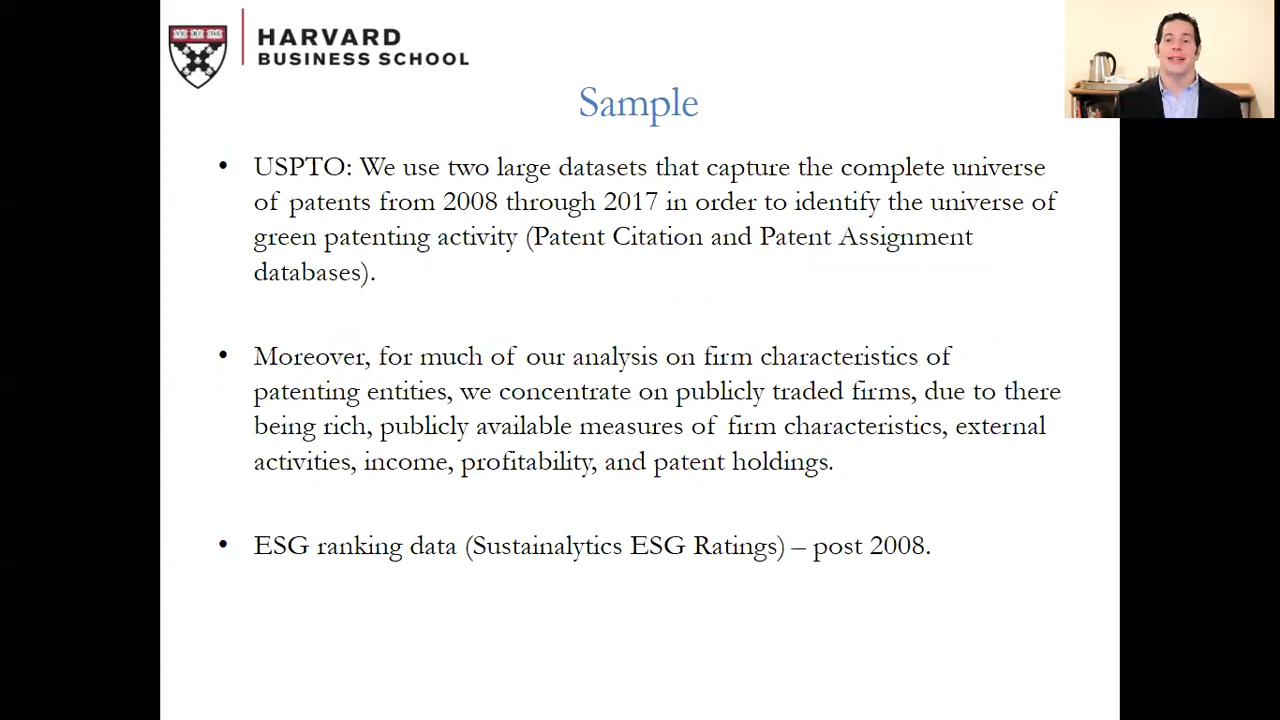 HARVARD
BUSINESS SCHOOL
Sample
• USPTO: We use two large datasets that capture the complete universe
of patents from 2008 through 2017 in order to identify the universe of
green patenting activity (Patent Citation and Patent Assignment
databases).
• Moreover, for much of our analysis on firm characteristics of
patenting entities, we concentrate on publicly traded firms, due to there
being rich, publicly available measures of firm characteristics, external
activities, income, profitability, and patent holdings.
• ESG ranking data (Sustainalytics ESG Ratings) – post 2008.